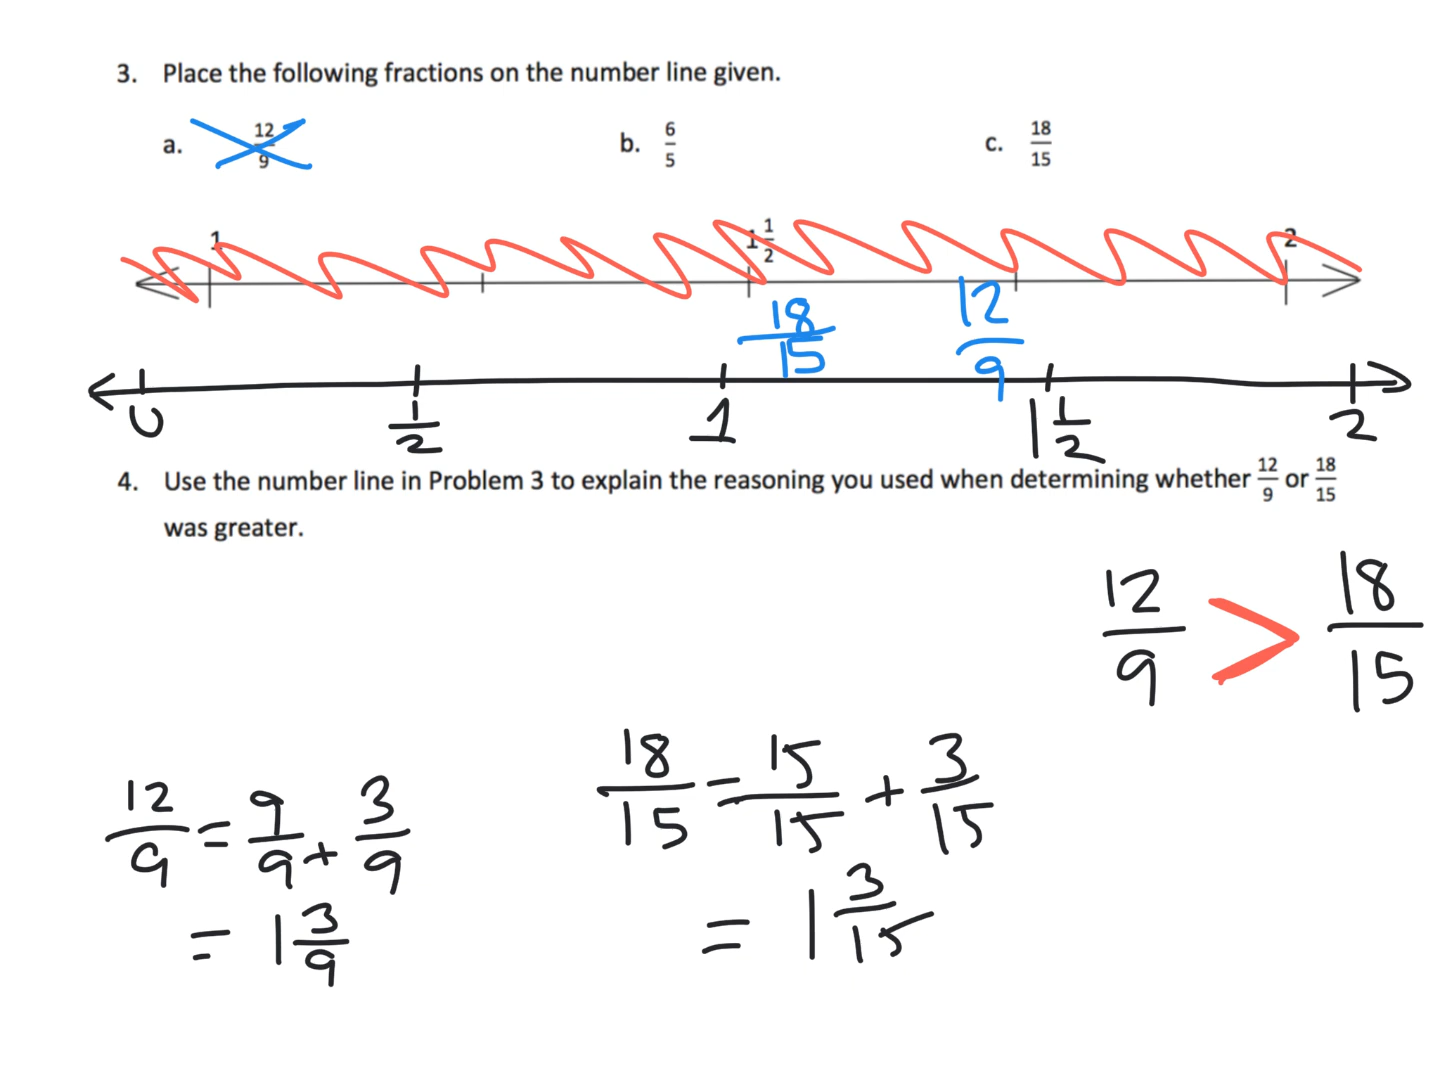 3. Place the following fractions on the number line given.
a. 12/9 b. 6/5 c. 18/15
1 1 1/2 2
18/15 12/9
0 1/2 1 1 1/2 2
4. Use the number line in Problem 3 to explain the reasoning you used when determining whether 12/9 or 18/15
was greater.
12/9 > 18/15
12/9 = 9/9 + 3/9
= 1 3/9
18/15 = 15/15 + 3/15
= 1 3/15